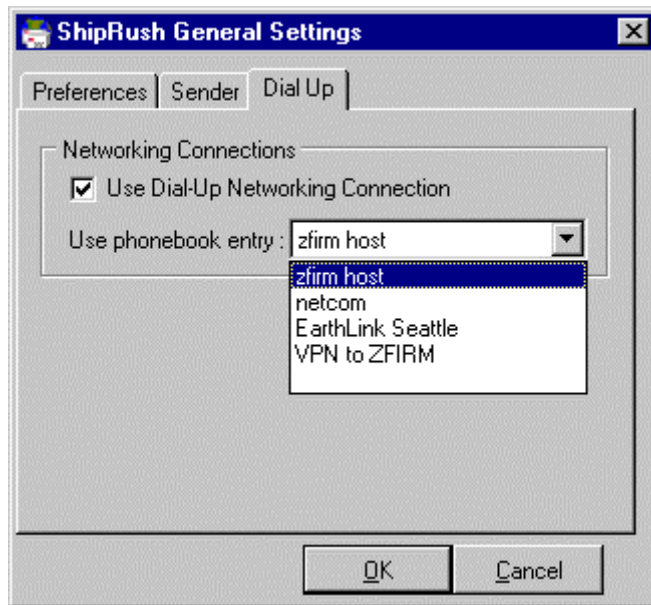 ShipRush General Settings
Preferences Sender Dial Up
Networking Connections
Use Dial-Up Networking Connection
Use phonebook entry : zfirm host
zfirm host
netcom
EarthLink Seattle
VPN to ZFIRM
OK Cancel